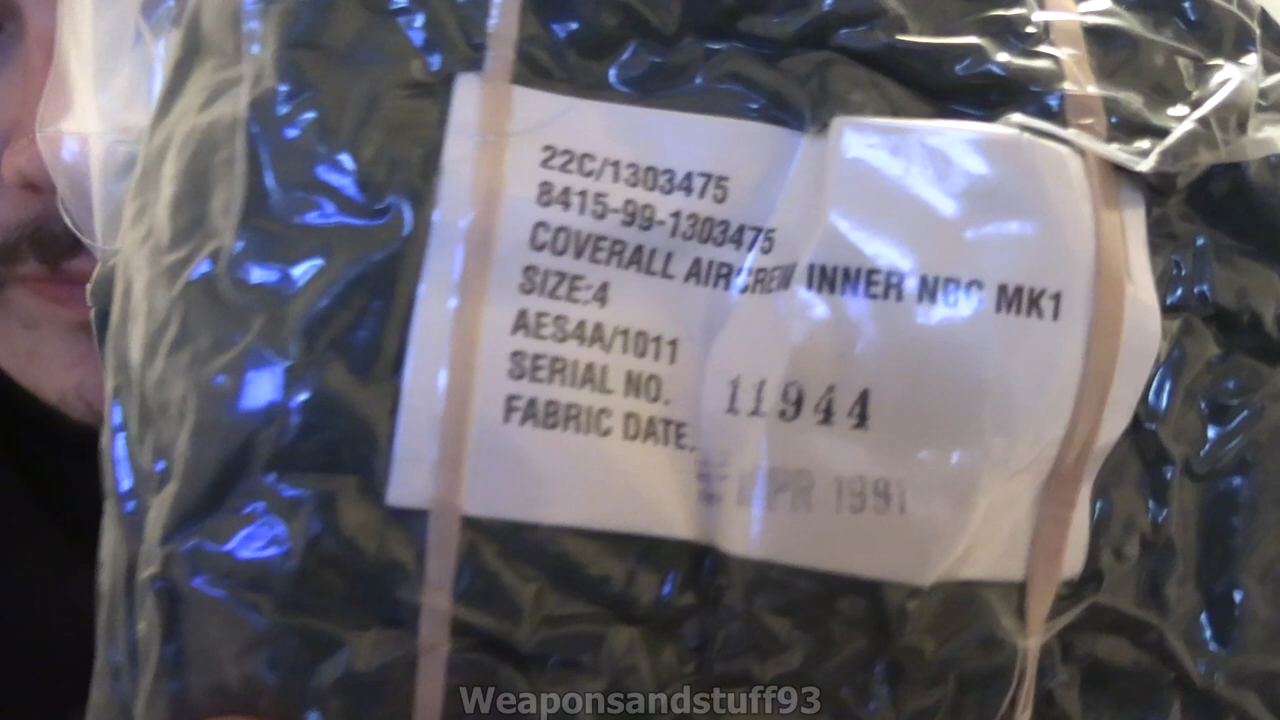 22C/1303475
8415-99-1303475
COVERALL AIRCREW INNER NBC MK1
SIZE:4
AES4A/1011
SERIAL NO. 11944
FABRIC DATE.
APR 1991
Weaponsandstuff93